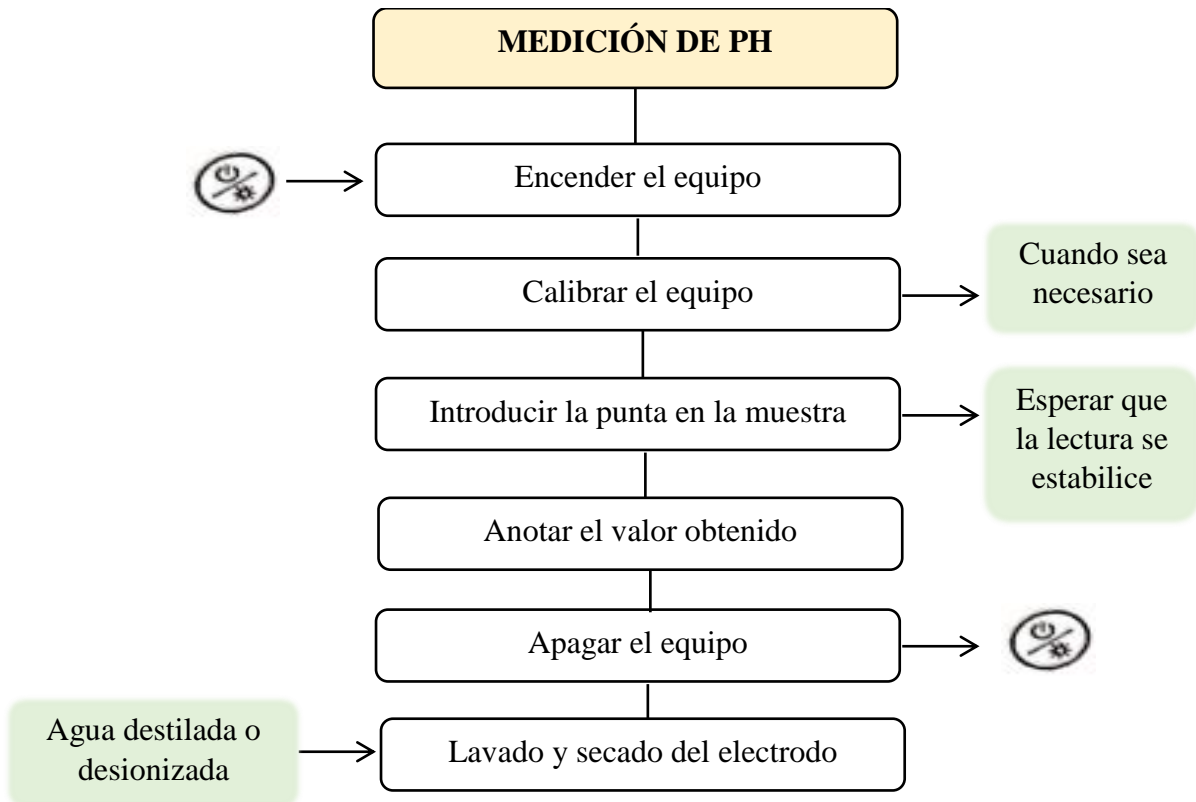 MEDICIÓN DE PH
Encender el equipo
Calibrar el equipo
Cuando sea
necesario
Introducir la punta en la muestra
Esperar que
la lectura se
estabilice
Anotar el valor obtenido
Apagar el equipo
Agua destilada o
desionizada
Lavado y secado del electrodo